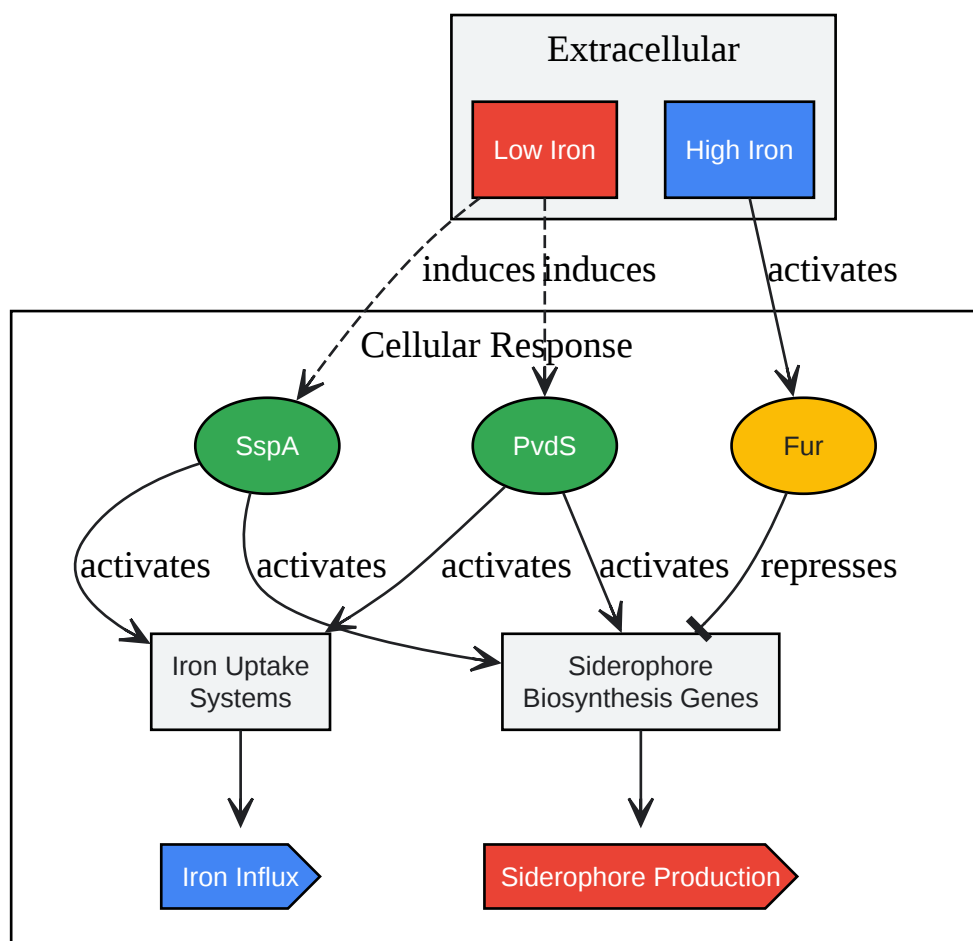 Extracellular
Low Iron
High Iron
induces
induces
activates
Cellular Response
SspA
PvdS
Fur
activates
activates
activates
activates
represses
Iron Uptake
Systems
Siderophore
Biosynthesis Genes
Iron Influx
Siderophore Production